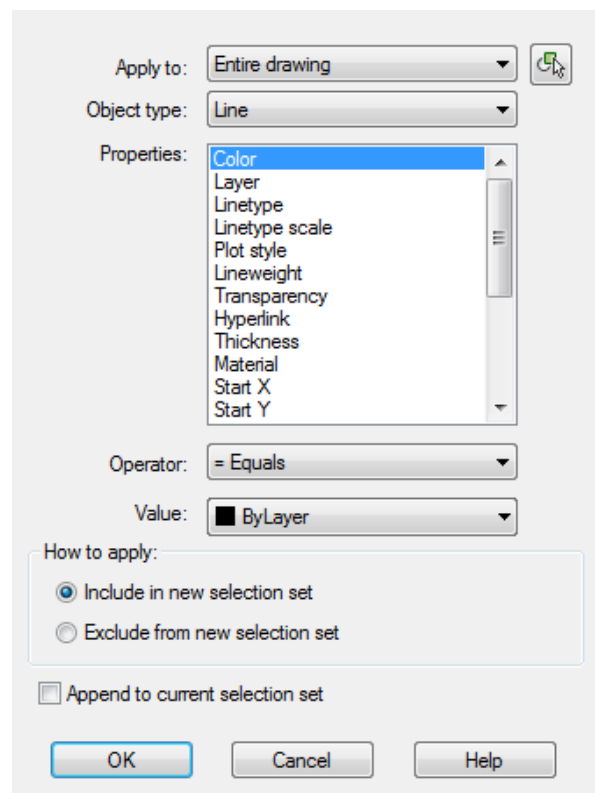 Apply to: Entire drawing
Object type: Line
Properties: Color
Layer
Linetype
Linetype scale
Plot style
Lineweight
Transparency
Hyperlink
Thickness
Material
Start X
Start Y
Operator: = Equals
Value: ByLayer
How to apply:
Include in new selection set
Exclude from new selection set
Append to current selection set
OK Cancel Help